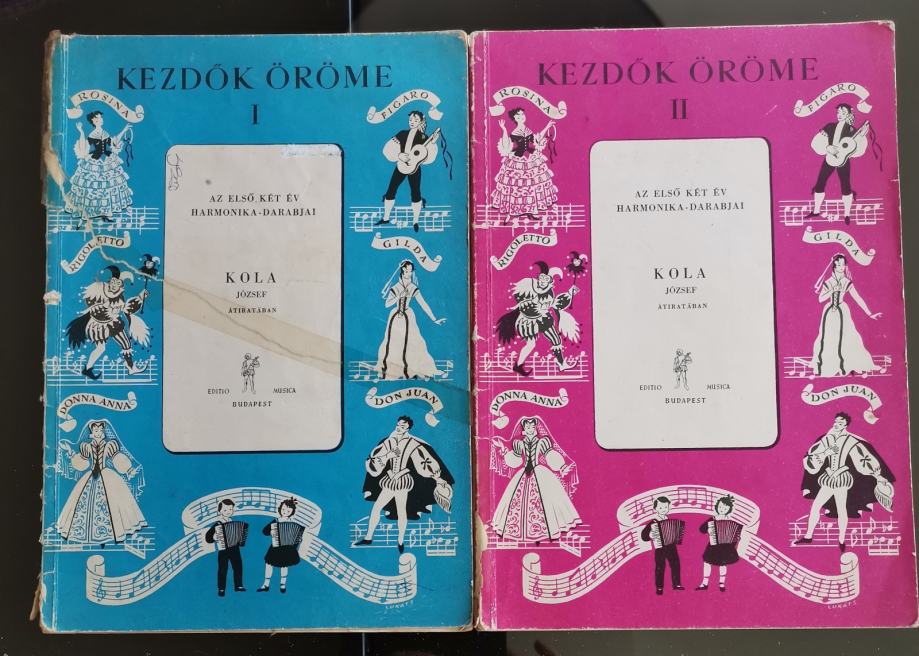 KEZDŐK ÖRÖME
I
ROSINA
FIGARO
AZ ELSŐ KÉT ÉV
HARMONIKA-DARABJAI
RIGOLETTO
GILDA
KOLA
JÓZSEF
ÁTIRATÁBAN
EDITIO MUSICA
BUDAPEST
DONNA ANNA
DON JUAN
LUKÁTS
KEZDŐK ÖRÖME
II
ROSINA
FIGARO
AZ ELSŐ KÉT ÉV
HARMONIKA-DARABJAI
RIGOLETTO
GILDA
KOLA
JÓZSEF
ÁTIRATÁBAN
EDITIO MUSICA
BUDAPEST
DONNA ANNA
DON JUAN
LUKÁTS